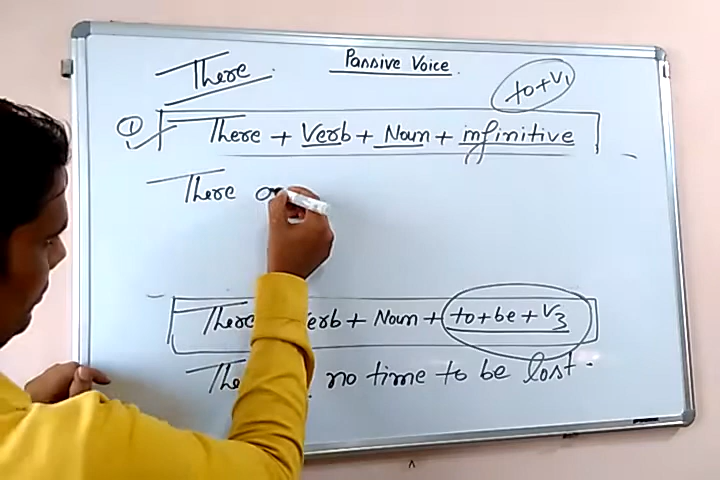 There Passive Voice
to+V1
① There + Verb + Noun + infinitive
There
There Verb + Noun + to+be+V3
no time to be lost.